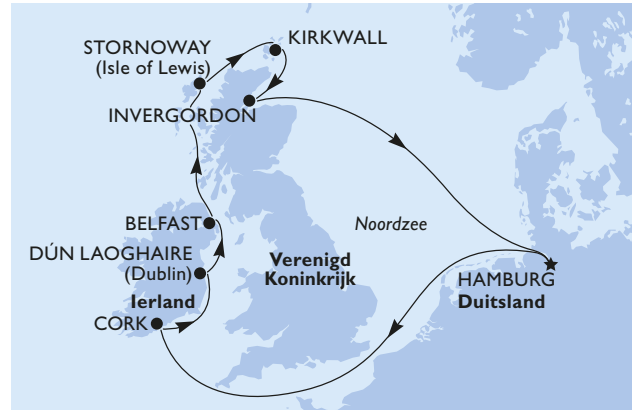 STORNOWAY
(Isle of Lewis)
KIRKWALL
INVERGORDON
BELFAST
DÚN LAOGHAIRE
(Dublin)
Ierland
CORK
Noordzee
Verenigd
Koninkrijk
HAMBURG
Duitsland